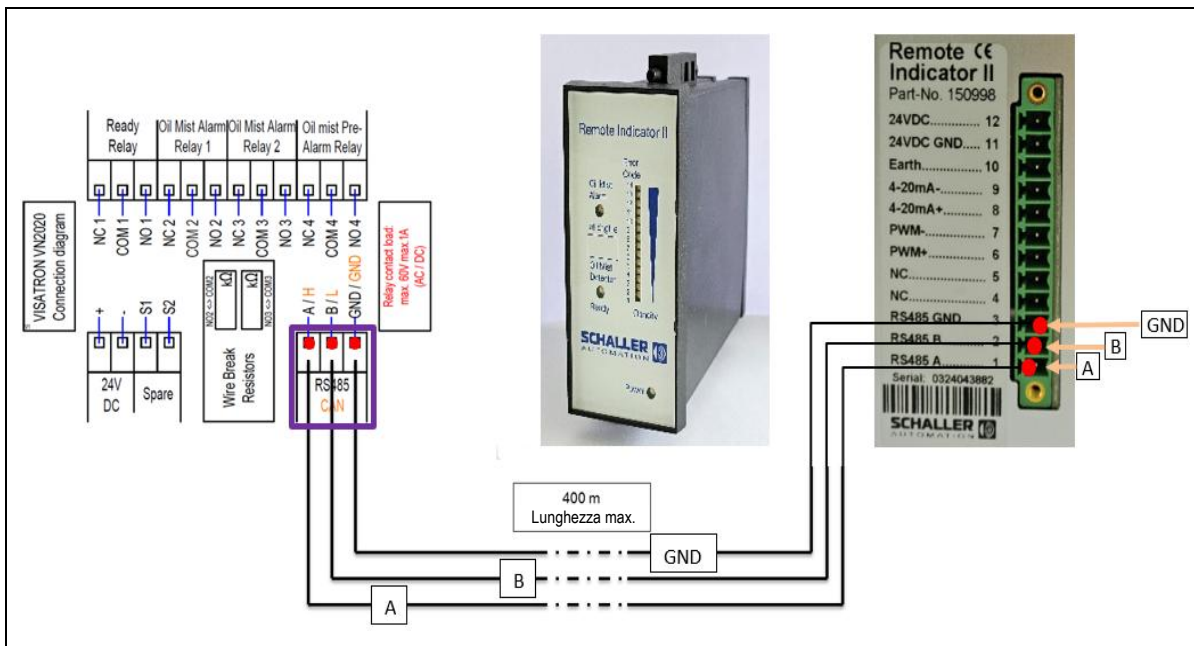 VISATRON VN2020
Connection diagram
Ready
Relay
Oil Mist Alarm
Relay 1
Oil Mist Alarm
Relay 2
Oil mist Pre-
Alarm Relay
NC 1
COM 1
NO 1
NC 2
COM 2
NO 2
NC 3
COM 3
NO 3
NC 4
COM 4
NO 4
Relay contact load:
max. 60V max.1A
(AC / DC)
+
-
S1
S2
24V
DC
Spare
NO2 <-> COM2
kΩ
NO3 <-> COM3
kΩ
Wire Break
Resistors
A / H
B / L
GND / GND
RS485
CAN
Remote Indicator II
Error
Code
Oil Mist
Alarm
Oil Mist
Detector
Ready
Opacity
SCHALLER
AUTOMATION
Power
Remote CE
Indicator II
Part-No. 150998
24VDC.............. 12
24VDC GND..... 11
Earth.................. 10
4-20mA-............. 9
4-20mA+............ 8
PWM-................. 7
PWM+................ 6
NC...................... 5
NC...................... 4
RS485 GND 3
RS485 B 2
RS485 A 1
Serial: 0324043882
SCHALLER
AUTOMATION
GND
B
A
400 m
Lunghezza max.
GND
B
A